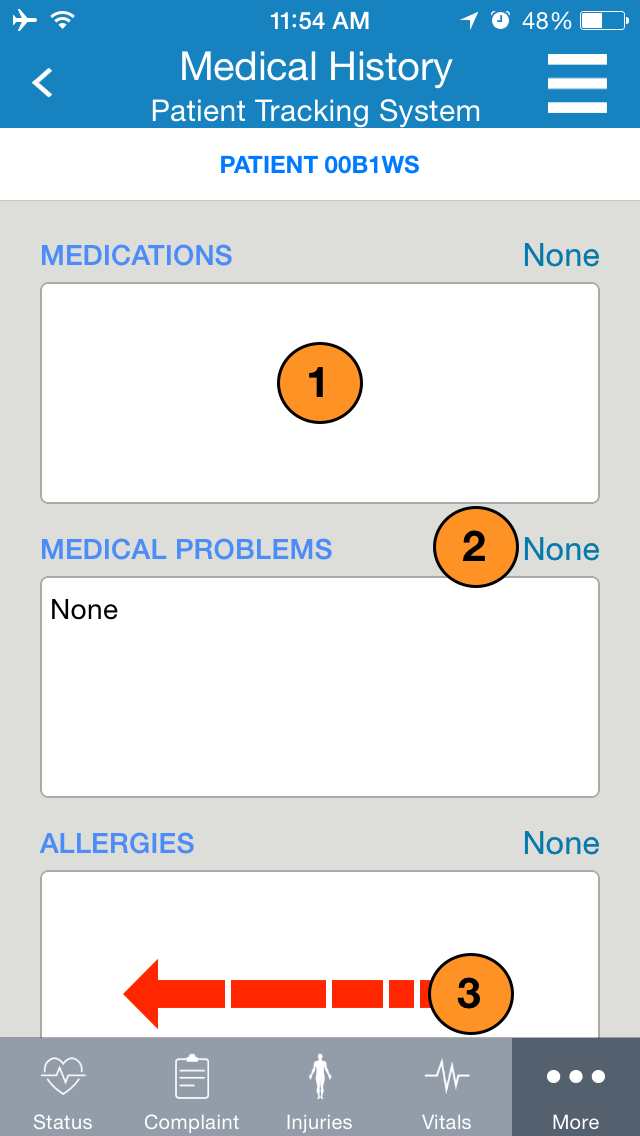 11:54 AM 48%
Medical History
Patient Tracking System
PATIENT 00B1WS
MEDICATIONS None
1
MEDICAL PROBLEMS 2 None
None
ALLERGIES None
3
Status Complaint Injuries Vitals More